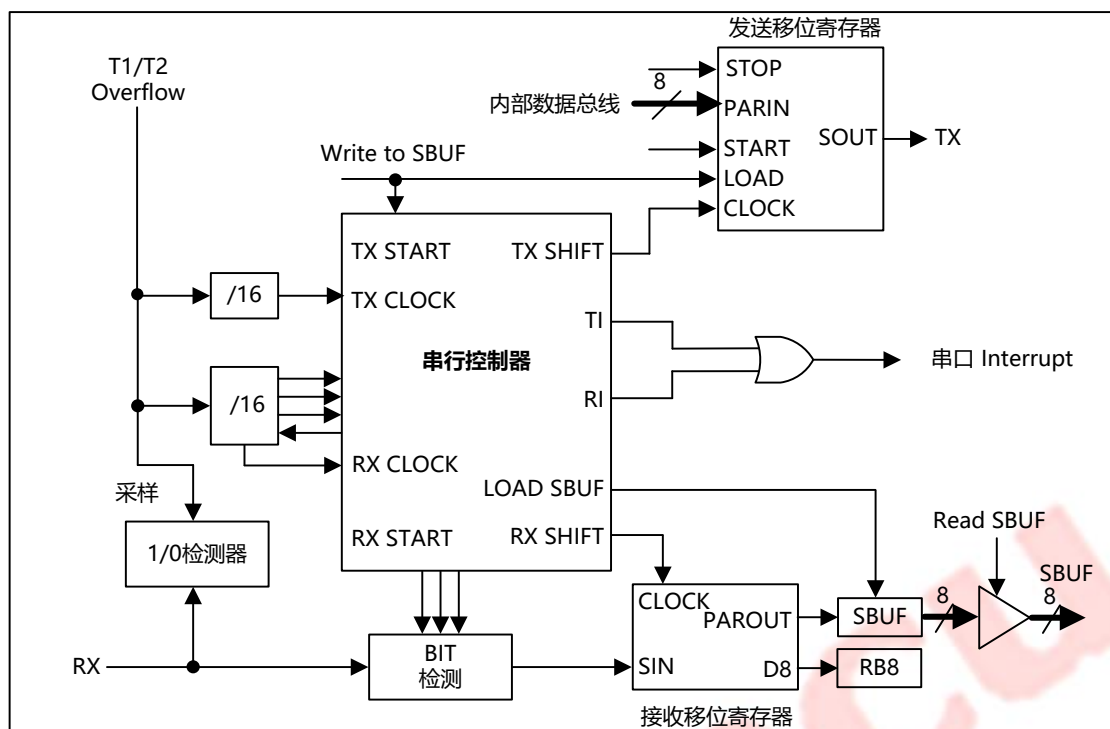 发送移位寄存器
T1/T2
Overflow
STOP
8
内部数据总线
PARIN
SOUT
TX
START
Write to SBUF
LOAD
CLOCK
TX START
TX SHIFT
/16
TX CLOCK
TI
串行控制器
串口 Interrupt
/16
RI
RX CLOCK
采样
LOAD SBUF
Read SBUF
RX START
RX SHIFT
1/0检测器
SBUF
CLOCK
8
8
PAROUT
SBUF
RX
BIT
检测
SIN
D8
RB8
接收移位寄存器